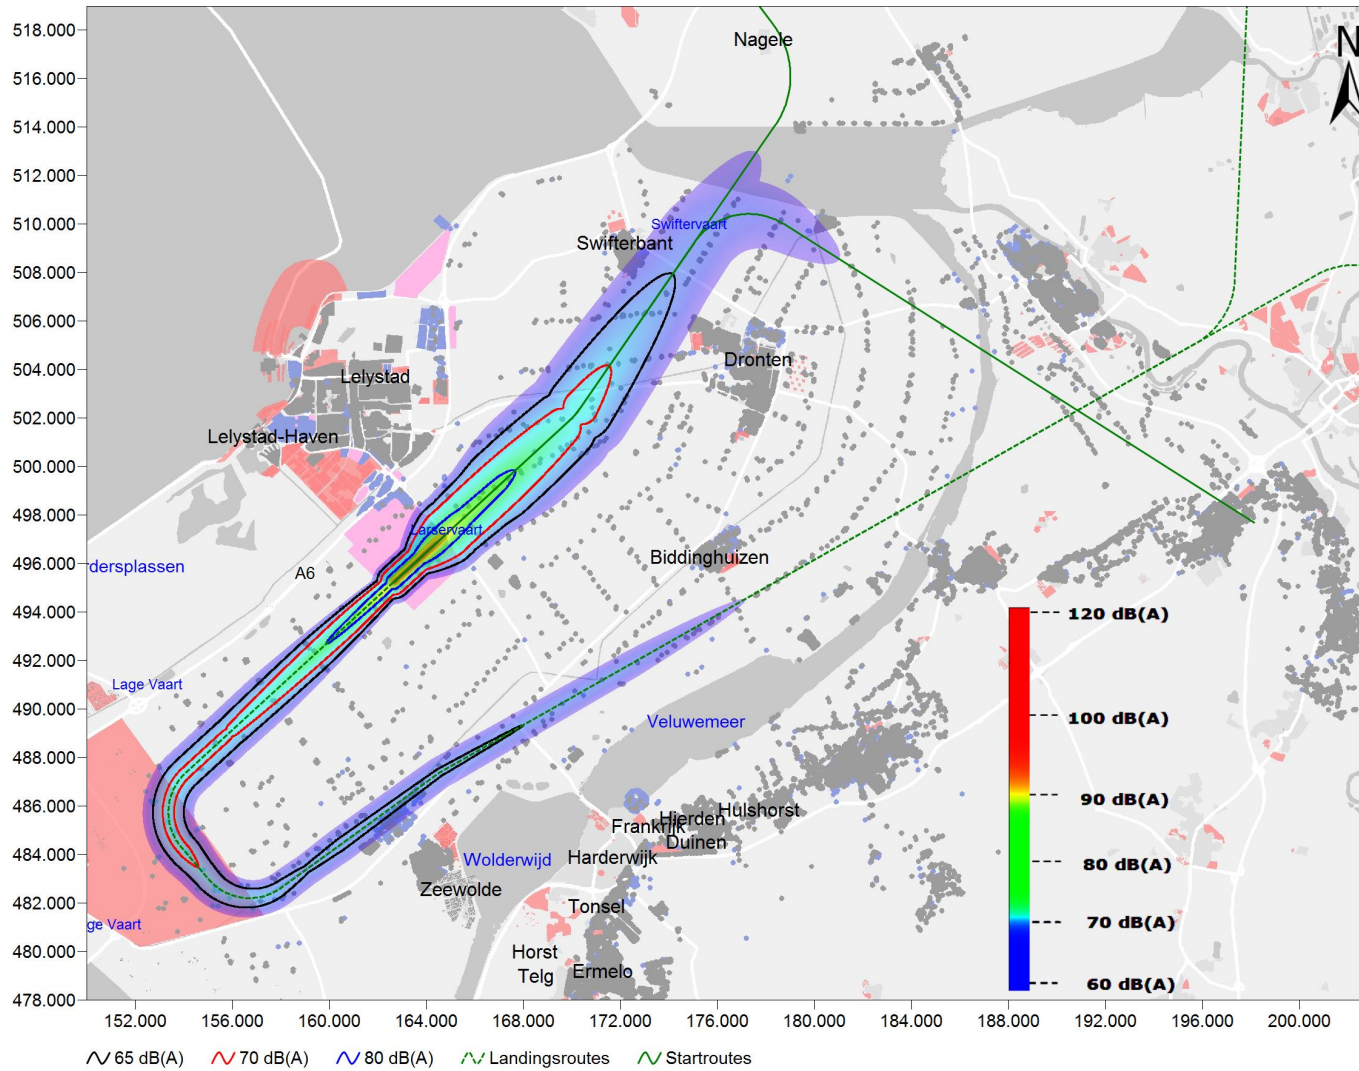 518.000
516.000
514.000
512.000
510.000
508.000
506.000
504.000
502.000
500.000
498.000
496.000
494.000
492.000
490.000
488.000
486.000
484.000
482.000
480.000
478.000
Nagele
N
Swiftervaart
Swifterbant
Dronten
Lelystad
Lelystad-Haven
Larservaart
Biddinghuizen
dersplassen
A6
Lage Vaart
Veluwemeer
Hulshorst
Hierden
Frankrijk
Duinen
Harderwijk
Wolderwijd
Zeewolde
Tonsel
ge Vaart
Horst
Telg
Ermelo
120 dB(A)
100 dB(A)
90 dB(A)
80 dB(A)
70 dB(A)
60 dB(A)
152.000 156.000 160.000 164.000 168.000 172.000 176.000 180.000 184.000 188.000 192.000 196.000 200.000
65 dB(A) 70 dB(A) 80 dB(A) Landingsroutes Startroutes